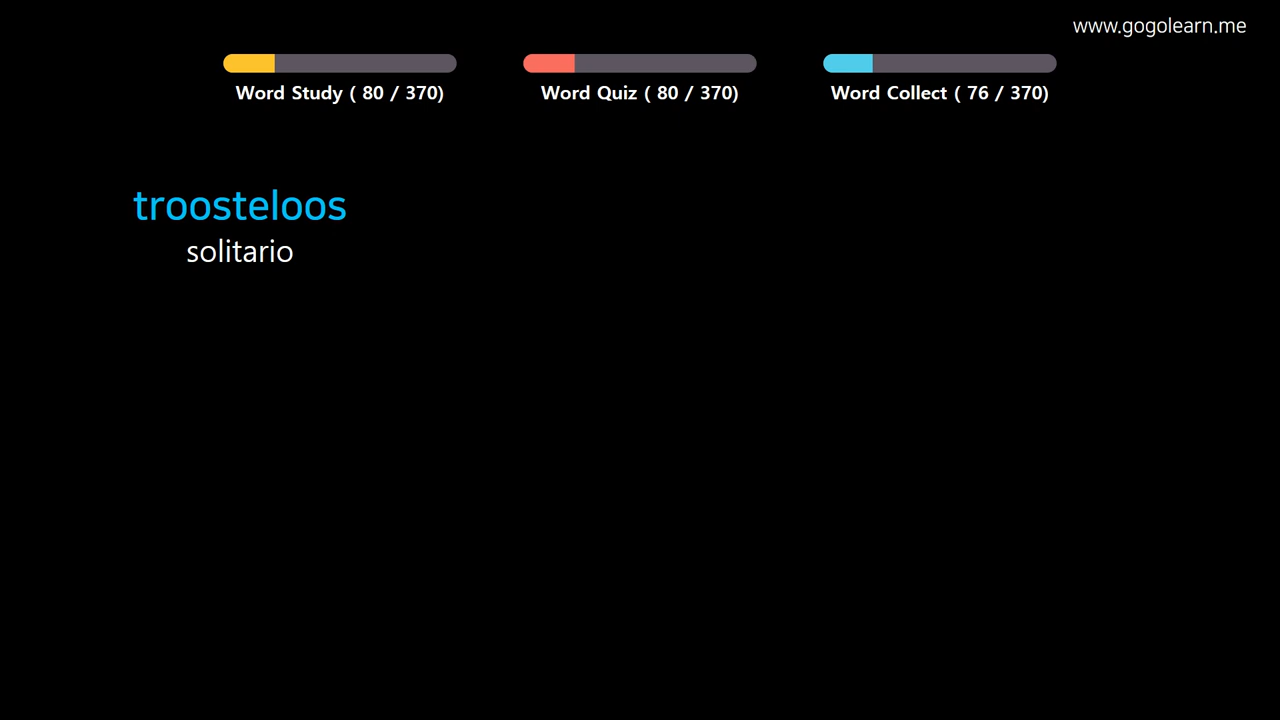 www.gogolearn.me
Word Study ( 80 / 370)
Word Quiz ( 80 / 370)
Word Collect ( 76 / 370)
troosteloos
solitario